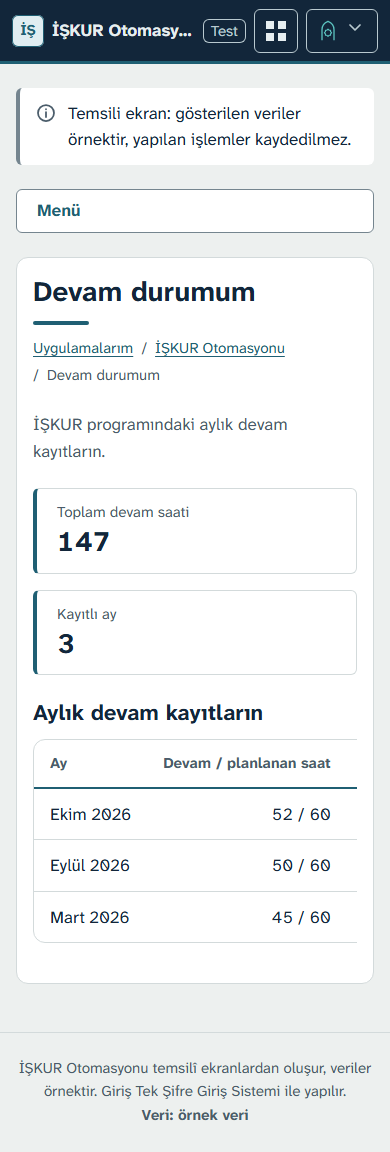 İŞ İŞKUR Otomasy... Test
Temsili ekran: gösterilen veriler
örnektir, yapılan işlemler kaydedilmez.
Menü
Devam durumum
Uygulamalarım / İŞKUR Otomasyonu
/ Devam durumum
İŞKUR programındaki aylık devam
kayıtların.
Toplam devam saati
147
Kayıtlı ay
3
Aylık devam kayıtların
Ay Devam / planlanan saat
Ekim 2026 52 / 60
Eylül 2026 50 / 60
Mart 2026 45 / 60
İŞKUR Otomasyonu temsilî ekranlardan oluşur, veriler
örnektir. Giriş Tek Şifre Giriş Sistemi ile yapılır.
Veri: örnek veri